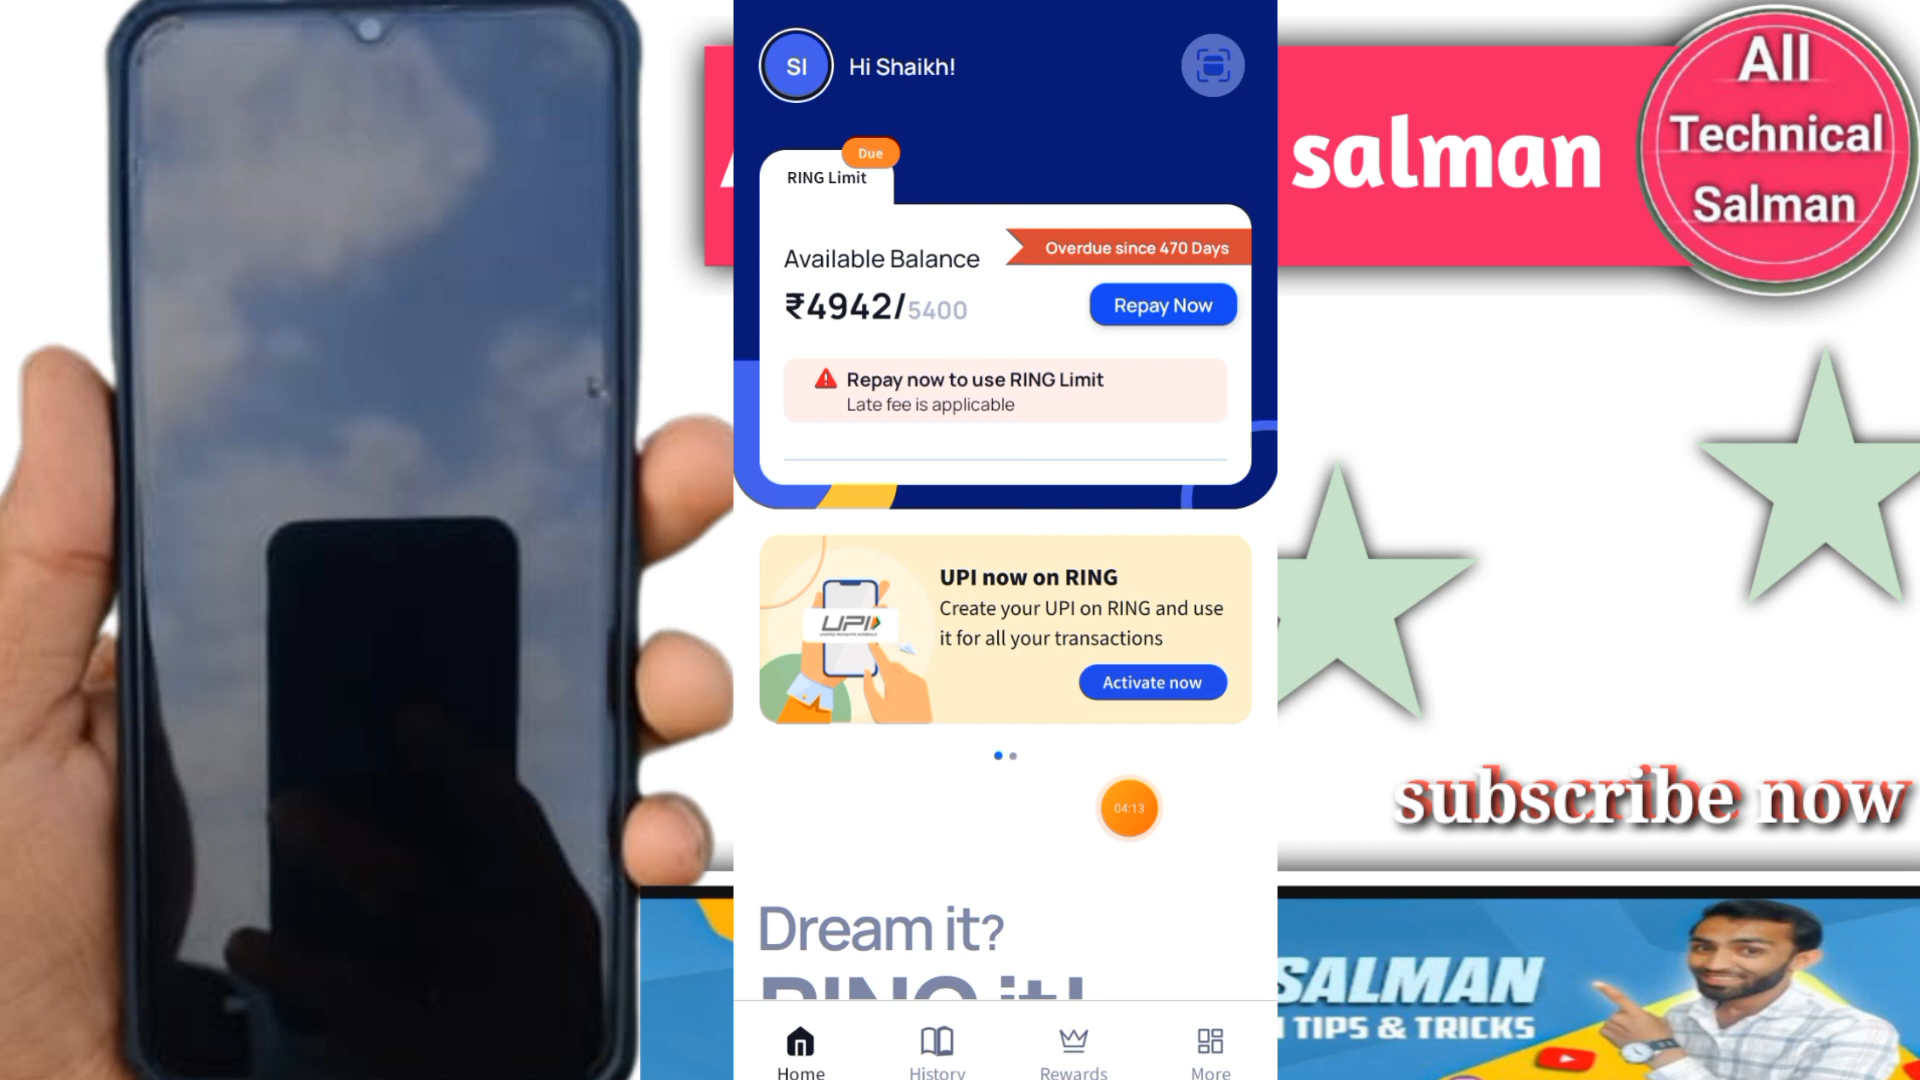 SI
Hi Shaikh!
salman
All
Technical
Salman
Due
RING Limit
Overdue since 470 Days
Available Balance
₹4942/5400
Repay Now
Repay now to use RING Limit
Late fee is applicable
UPI now on RING
Create your UPI on RING and use
it for all your transactions
UPI
Activate now
04:13
subscribe now
Dream it?
RING it!
SALMAN
TIPS & TRICKS
Home
History
Rewards
More